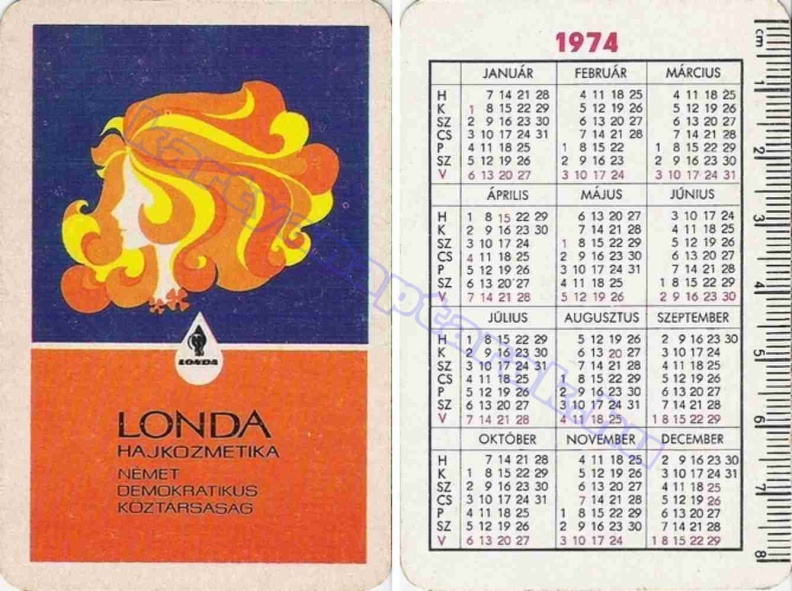 LONDA
LONDA
HAJKOZMETIKA
NÉMET
DEMOKRATIKUS
KÖZTÁRSASÁG
1974
JANUÁR FEBRUÁR MÁRCIUS
H 7 14 21 28 4 11 18 25 4 11 18 25
K 1 8 15 22 29 5 12 19 26 5 12 19 26
SZ 2 9 16 23 30 6 13 20 27 6 13 20 27
CS 3 10 17 24 31 7 14 21 28 7 14 21 28
P 4 11 18 25 1 8 15 22 1 8 15 22 29
SZ 5 12 19 26 2 9 16 23 2 9 16 23 30
V 6 13 20 27 3 10 17 24 3 10 17 24 31
ÁPRILIS MÁJUS JÚNIUS
H 1 8 15 22 29 6 13 20 27 3 10 17 24
K 2 9 16 23 30 7 14 21 28 4 11 18 25
SZ 3 10 17 24 1 8 15 22 29 5 12 19 26
CS 4 11 18 25 2 9 16 23 30 6 13 20 27
P 5 12 19 26 3 10 17 24 31 7 14 21 28
SZ 6 13 20 27 4 11 18 25 1 8 15 22 29
V 7 14 21 28 5 12 19 26 2 9 16 23 30
JÚLIUS AUGUSZTUS SZEPTEMBER
H 1 8 15 22 29 5 12 19 26 2 9 16 23 30
K 2 9 16 23 30 6 13 20 27 3 10 17 24
SZ 3 10 17 24 31 7 14 21 28 4 11 18 25
CS 4 11 18 25 1 8 15 22 29 5 12 19 26
P 5 12 19 26 2 9 16 23 30 6 13 20 27
SZ 6 13 20 27 3 10 17 24 31 7 14 21 28
V 7 14 21 28 4 11 18 25 1 8 15 22 29
OKTÓBER NOVEMBER DECEMBER
H 7 14 21 28 4 11 18 25 2 9 16 23 30
K 1 8 15 22 29 5 12 19 26 3 10 17 24 31
SZ 2 9 16 23 30 6 13 20 27 4 11 18 25
CS 3 10 17 24 31 7 14 21 28 5 12 19 26
P 4 11 18 25 1 8 15 22 29 6 13 20 27
SZ 5 12 19 26 2 9 16 23 30 7 14 21 28
V 6 13 20 27 3 10 17 24 1 8 15 22 29
cm
1
2
3
4
5
6
7
8